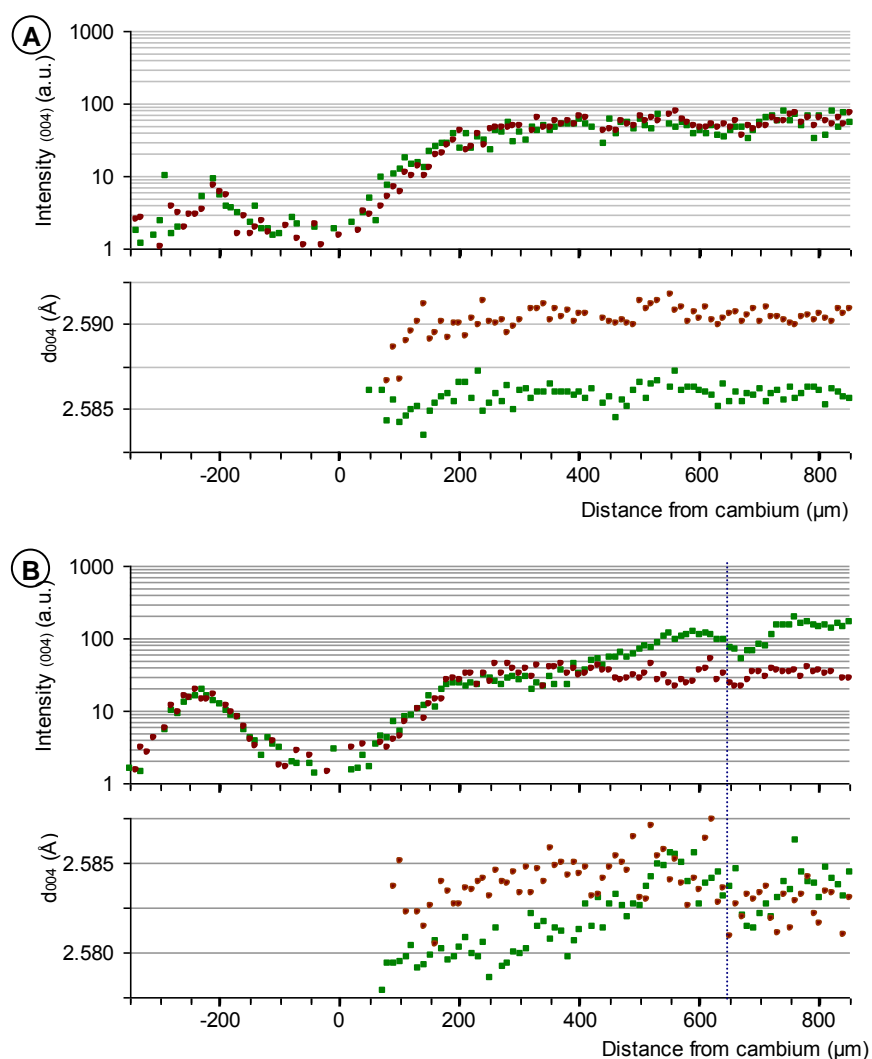 A
1000
100
10
1
Intensity (004) (a.u.)
2.590
2.585
d004 (Å)
-200 0 200 400 600 800
Distance from cambium (µm)
B
1000
100
10
1
Intensity (004) (a.u.)
2.585
2.580
d004 (Å)
-200 0 200 400 600 800
Distance from cambium (µm)